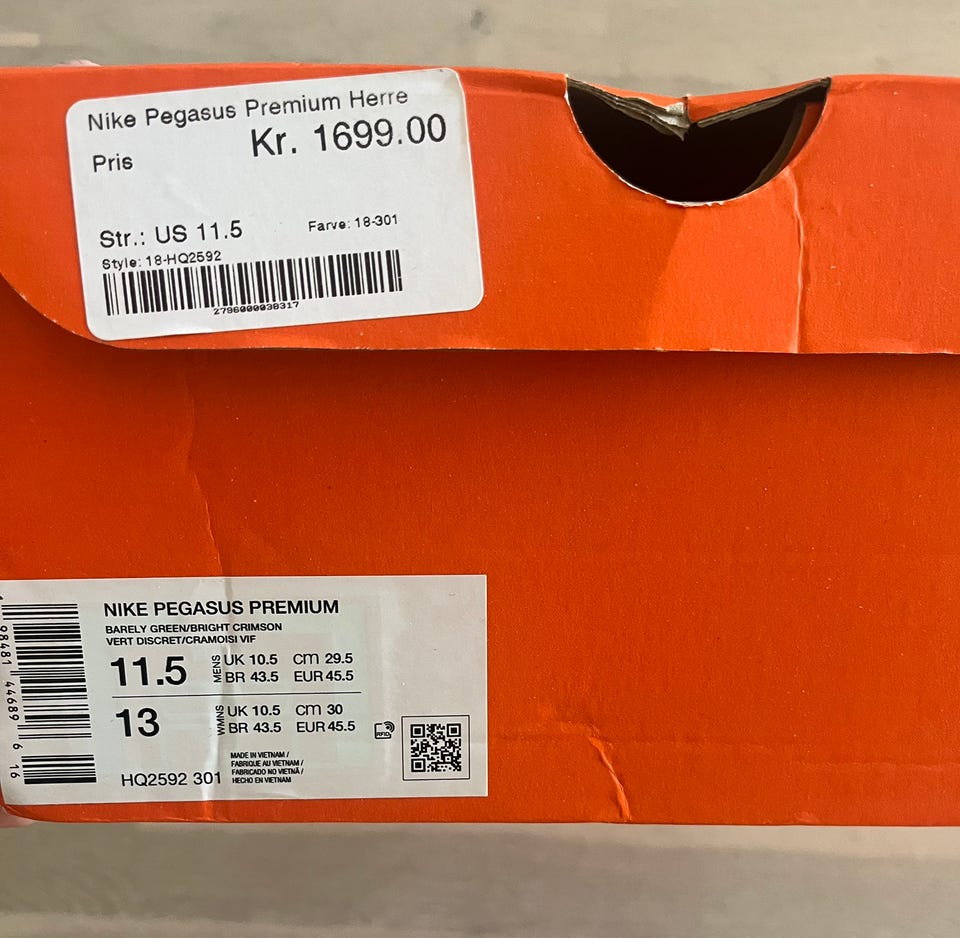 Nike Pegasus Premium Herre
Pris Kr. 1699.00
Str.: US 11.5 Farve: 18-301
Style: 18-HQ2592
2796000038317
NIKE PEGASUS PREMIUM
BARELY GREEN/BRIGHT CRIMSON
VERT DISCRET/CRAMOISI VIF
11.5 MENS UK 10.5 CM 29.5
BR 43.5 EUR 45.5
13 WMNS UK 10.5 CM 30
BR 43.5 EUR 45.5
RFID
HQ2592 301
MADE IN VIETNAM /
FABRIQUE AU VIETNAM /
FABRICADO NO VIETNÃ /
HECHO EN VIETNAM
98481 44689 6 16